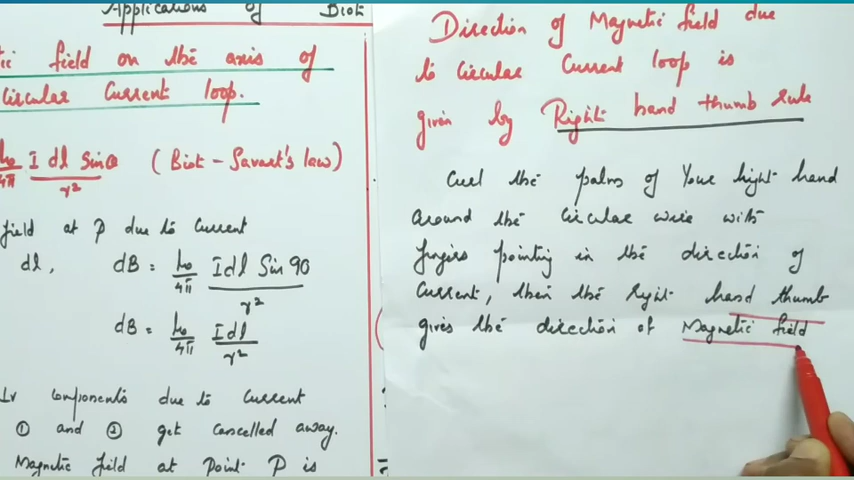 Applications of Biot
tic field on the axis of
Circular Current loop.
μ₀/4π I dl Sinθ/r² (Biot - Savart's law)
field at P due to Current
dl, dB = μ₀/4π Idl Sin 90/r²
dB = μ₀/4π Idl/r²
Components due to Current
① and ② get Cancelled away.
Magnetic field at Point P is
Direction of Magnetic field due
to Circular Current loop is
given by Right hand thumb rule
Curl the palm of Your right hand
around the Circular wire with
fingers pointing in the direction of
Current, then the right hand thumb
gives the direction of Magnetic field